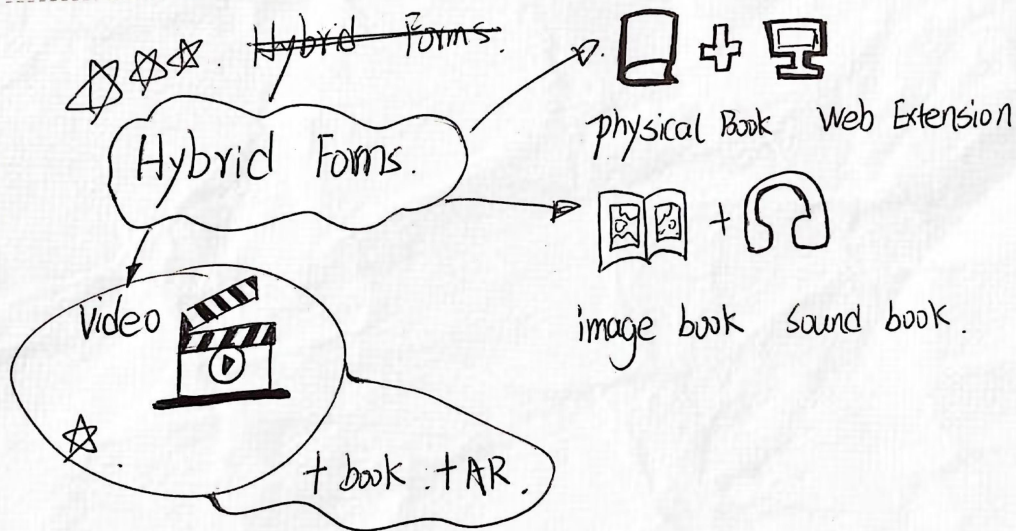 Hybrid Forms.
Hybrid Forms.
physical Book Web Extension
image book sound book.
Video
+ book + AR.